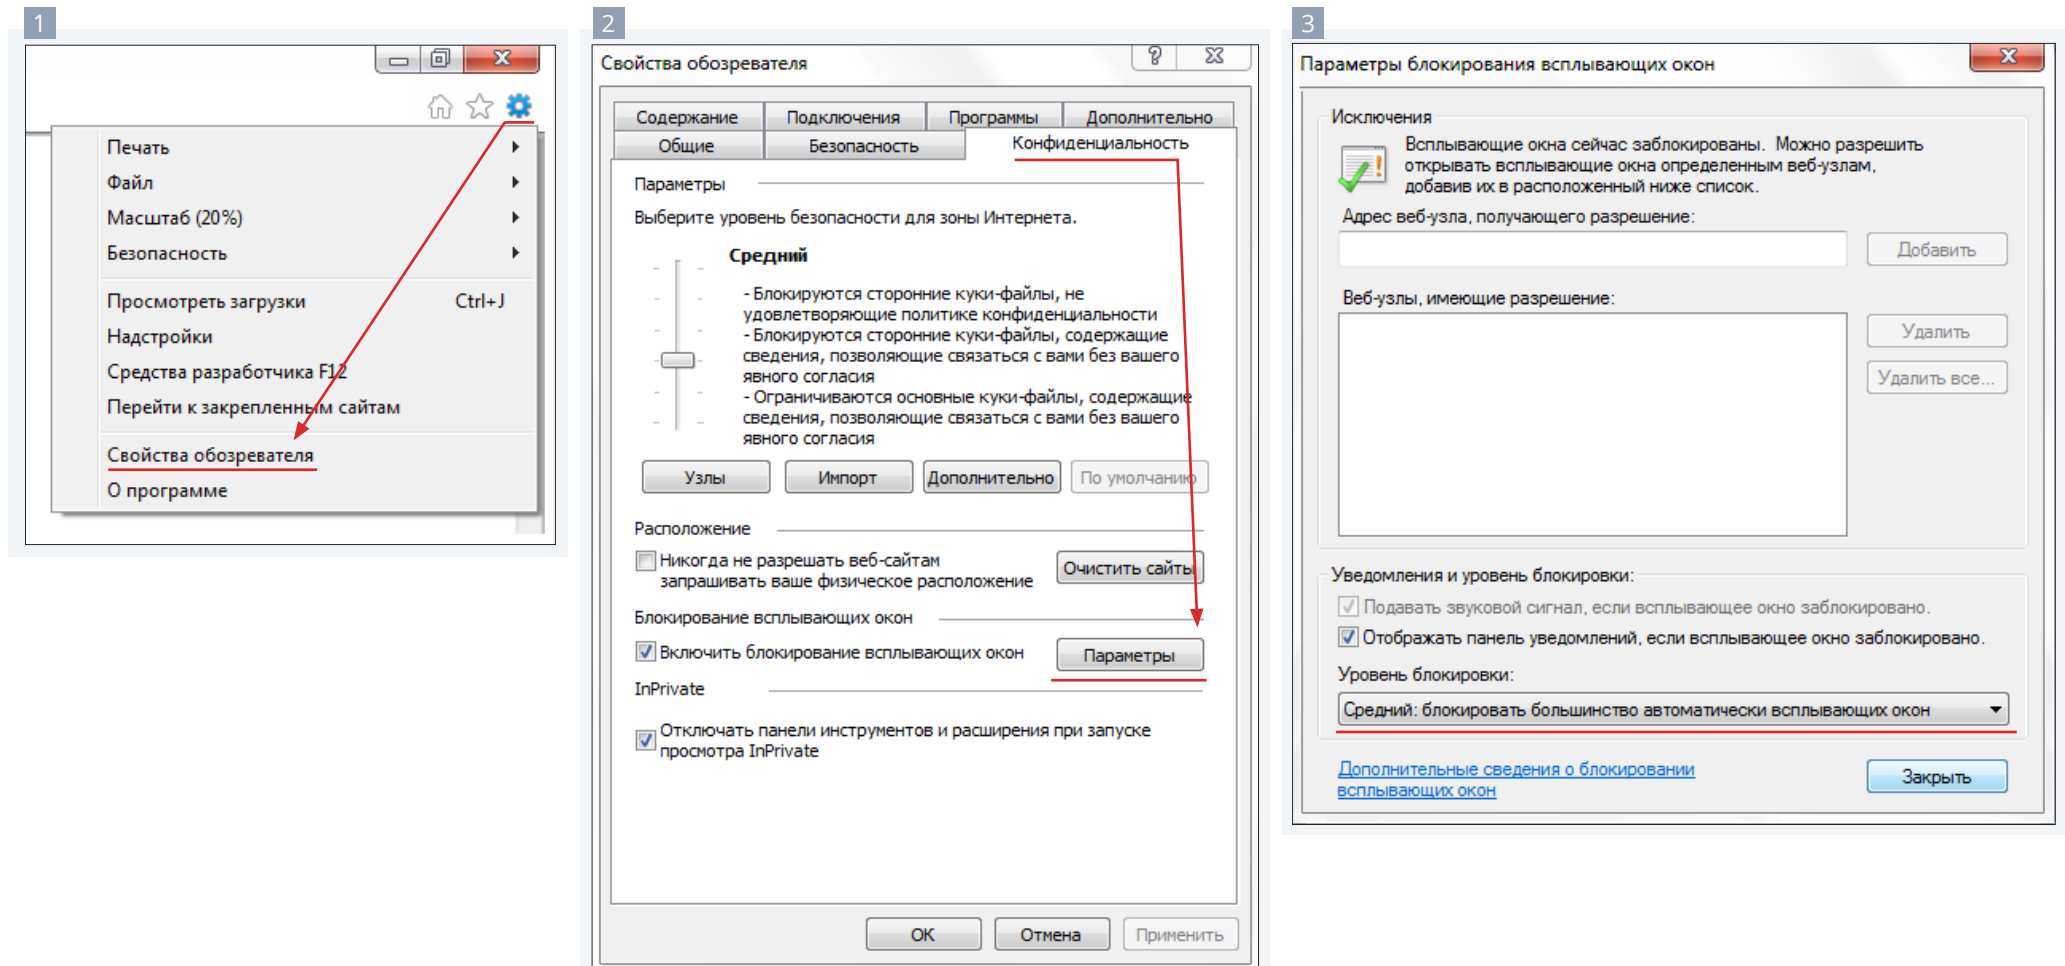 1
Печать
Файл
Масштаб (20%)
Безопасность
Просмотреть загрузки Ctrl+J
Надстройки
Средства разработчика F12
Перейти к закрепленным сайтам
Свойства обозревателя
О программе
2
Свойства обозревателя
Содержание Подключения Программы Дополнительно
Общие Безопасность Конфиденциальность
Параметры
Выберите уровень безопасности для зоны Интернета.
Средний
- Блокируются сторонние куки-файлы, не
удовлетворяющие политике конфиденциальности
- Блокируются сторонние куки-файлы, содержащие
сведения, позволяющие связаться с вами без вашего
явного согласия
- Ограничиваются основные куки-файлы, содержащие
сведения, позволяющие связаться с вами без вашего
явного согласия
Узлы Импорт Дополнительно По умолчанию
Расположение
Никогда не разрешать веб-сайтам
запрашивать ваше физическое расположение
Очистить сайты
Блокирование всплывающих окон
Включить блокирование всплывающих окон Параметры
InPrivate
Отключать панели инструментов и расширения при запуске
просмотра InPrivate
ОК Отмена Применить
3
Параметры блокирования всплывающих окон
Исключения
Всплывающие окна сейчас заблокированы. Можно разрешить
открывать всплывающие окна определенным веб-узлам,
добавив их в расположенный ниже список.
Адрес веб-узла, получающего разрешение:
Добавить
Веб-узлы, имеющие разрешение:
Удалить
Удалить все...
Уведомления и уровень блокировки:
Подавать звуковой сигнал, если всплывающее окно заблокировано.
Отображать панель уведомлений, если всплывающее окно заблокировано.
Уровень блокировки:
Средний: блокировать большинство автоматически всплывающих окон
Дополнительные сведения о блокировании
всплывающих окон
Закрыть